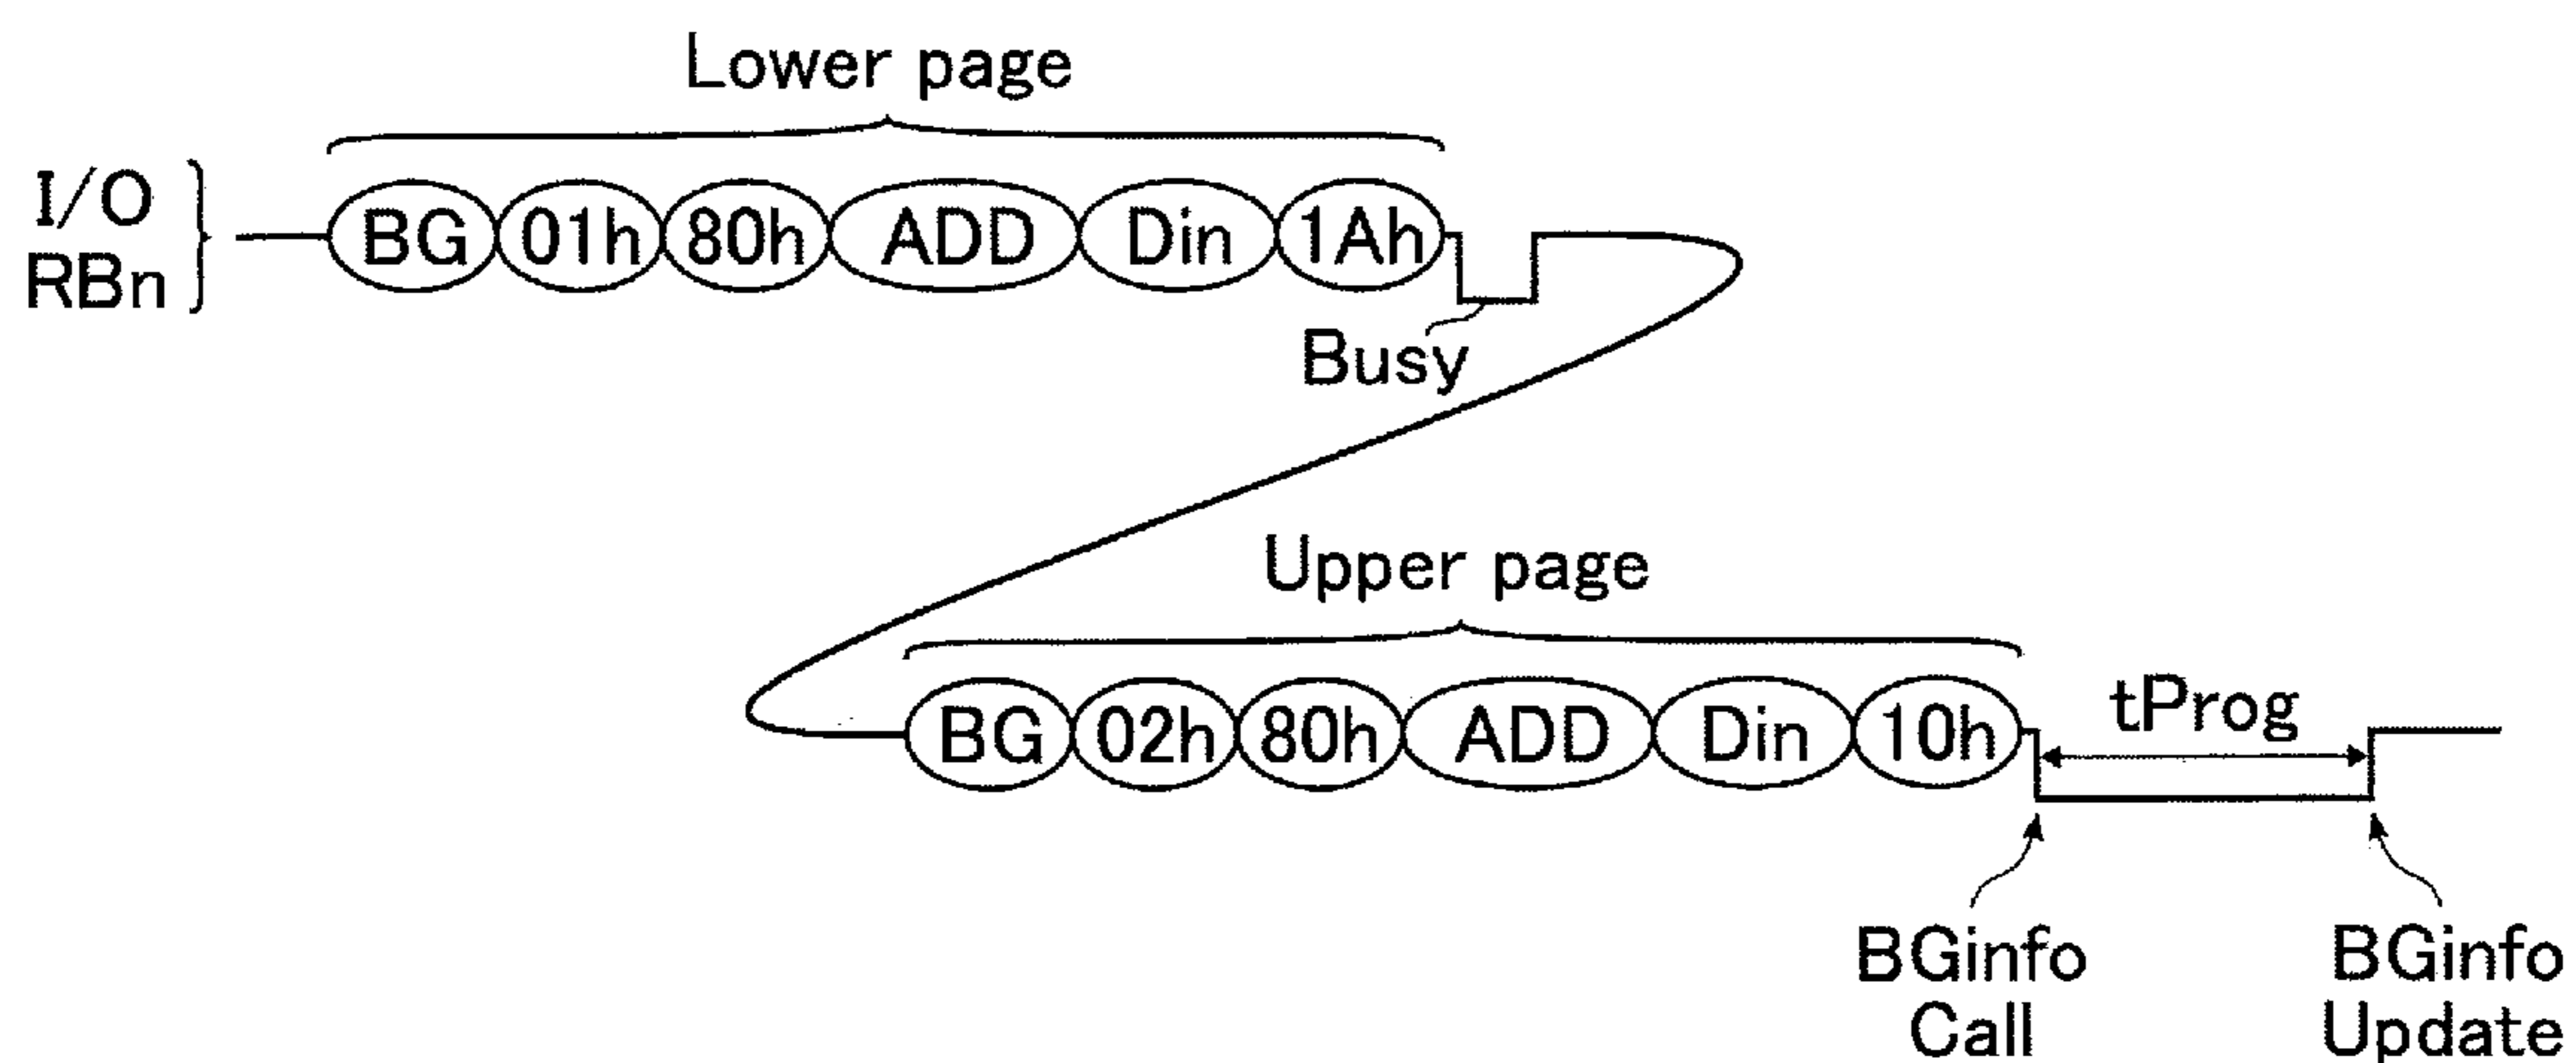 Lower page
I/O
RBn
BG 01h 80h ADD Din 1Ah
Busy
Upper page
BG 02h 80h ADD Din 10h
tProg
BGinfo
Call
BGinfo
Update